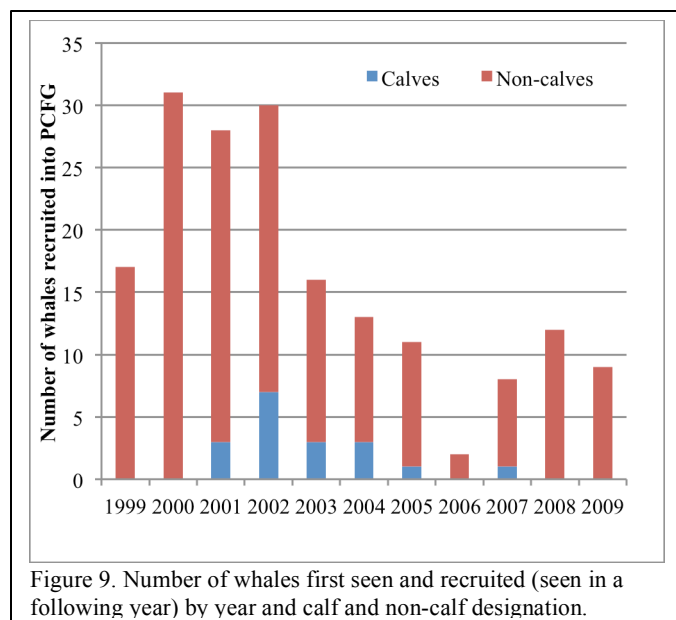 35
30
25
20
15
10
5
0
Number of whales recruited into PCFG
Calves Non-calves
1999 2000 2001 2002 2003 2004 2005 2006 2007 2008 2009
Figure 9. Number of whales first seen and recruited (seen in a
following year) by year and calf and non-calf designation.